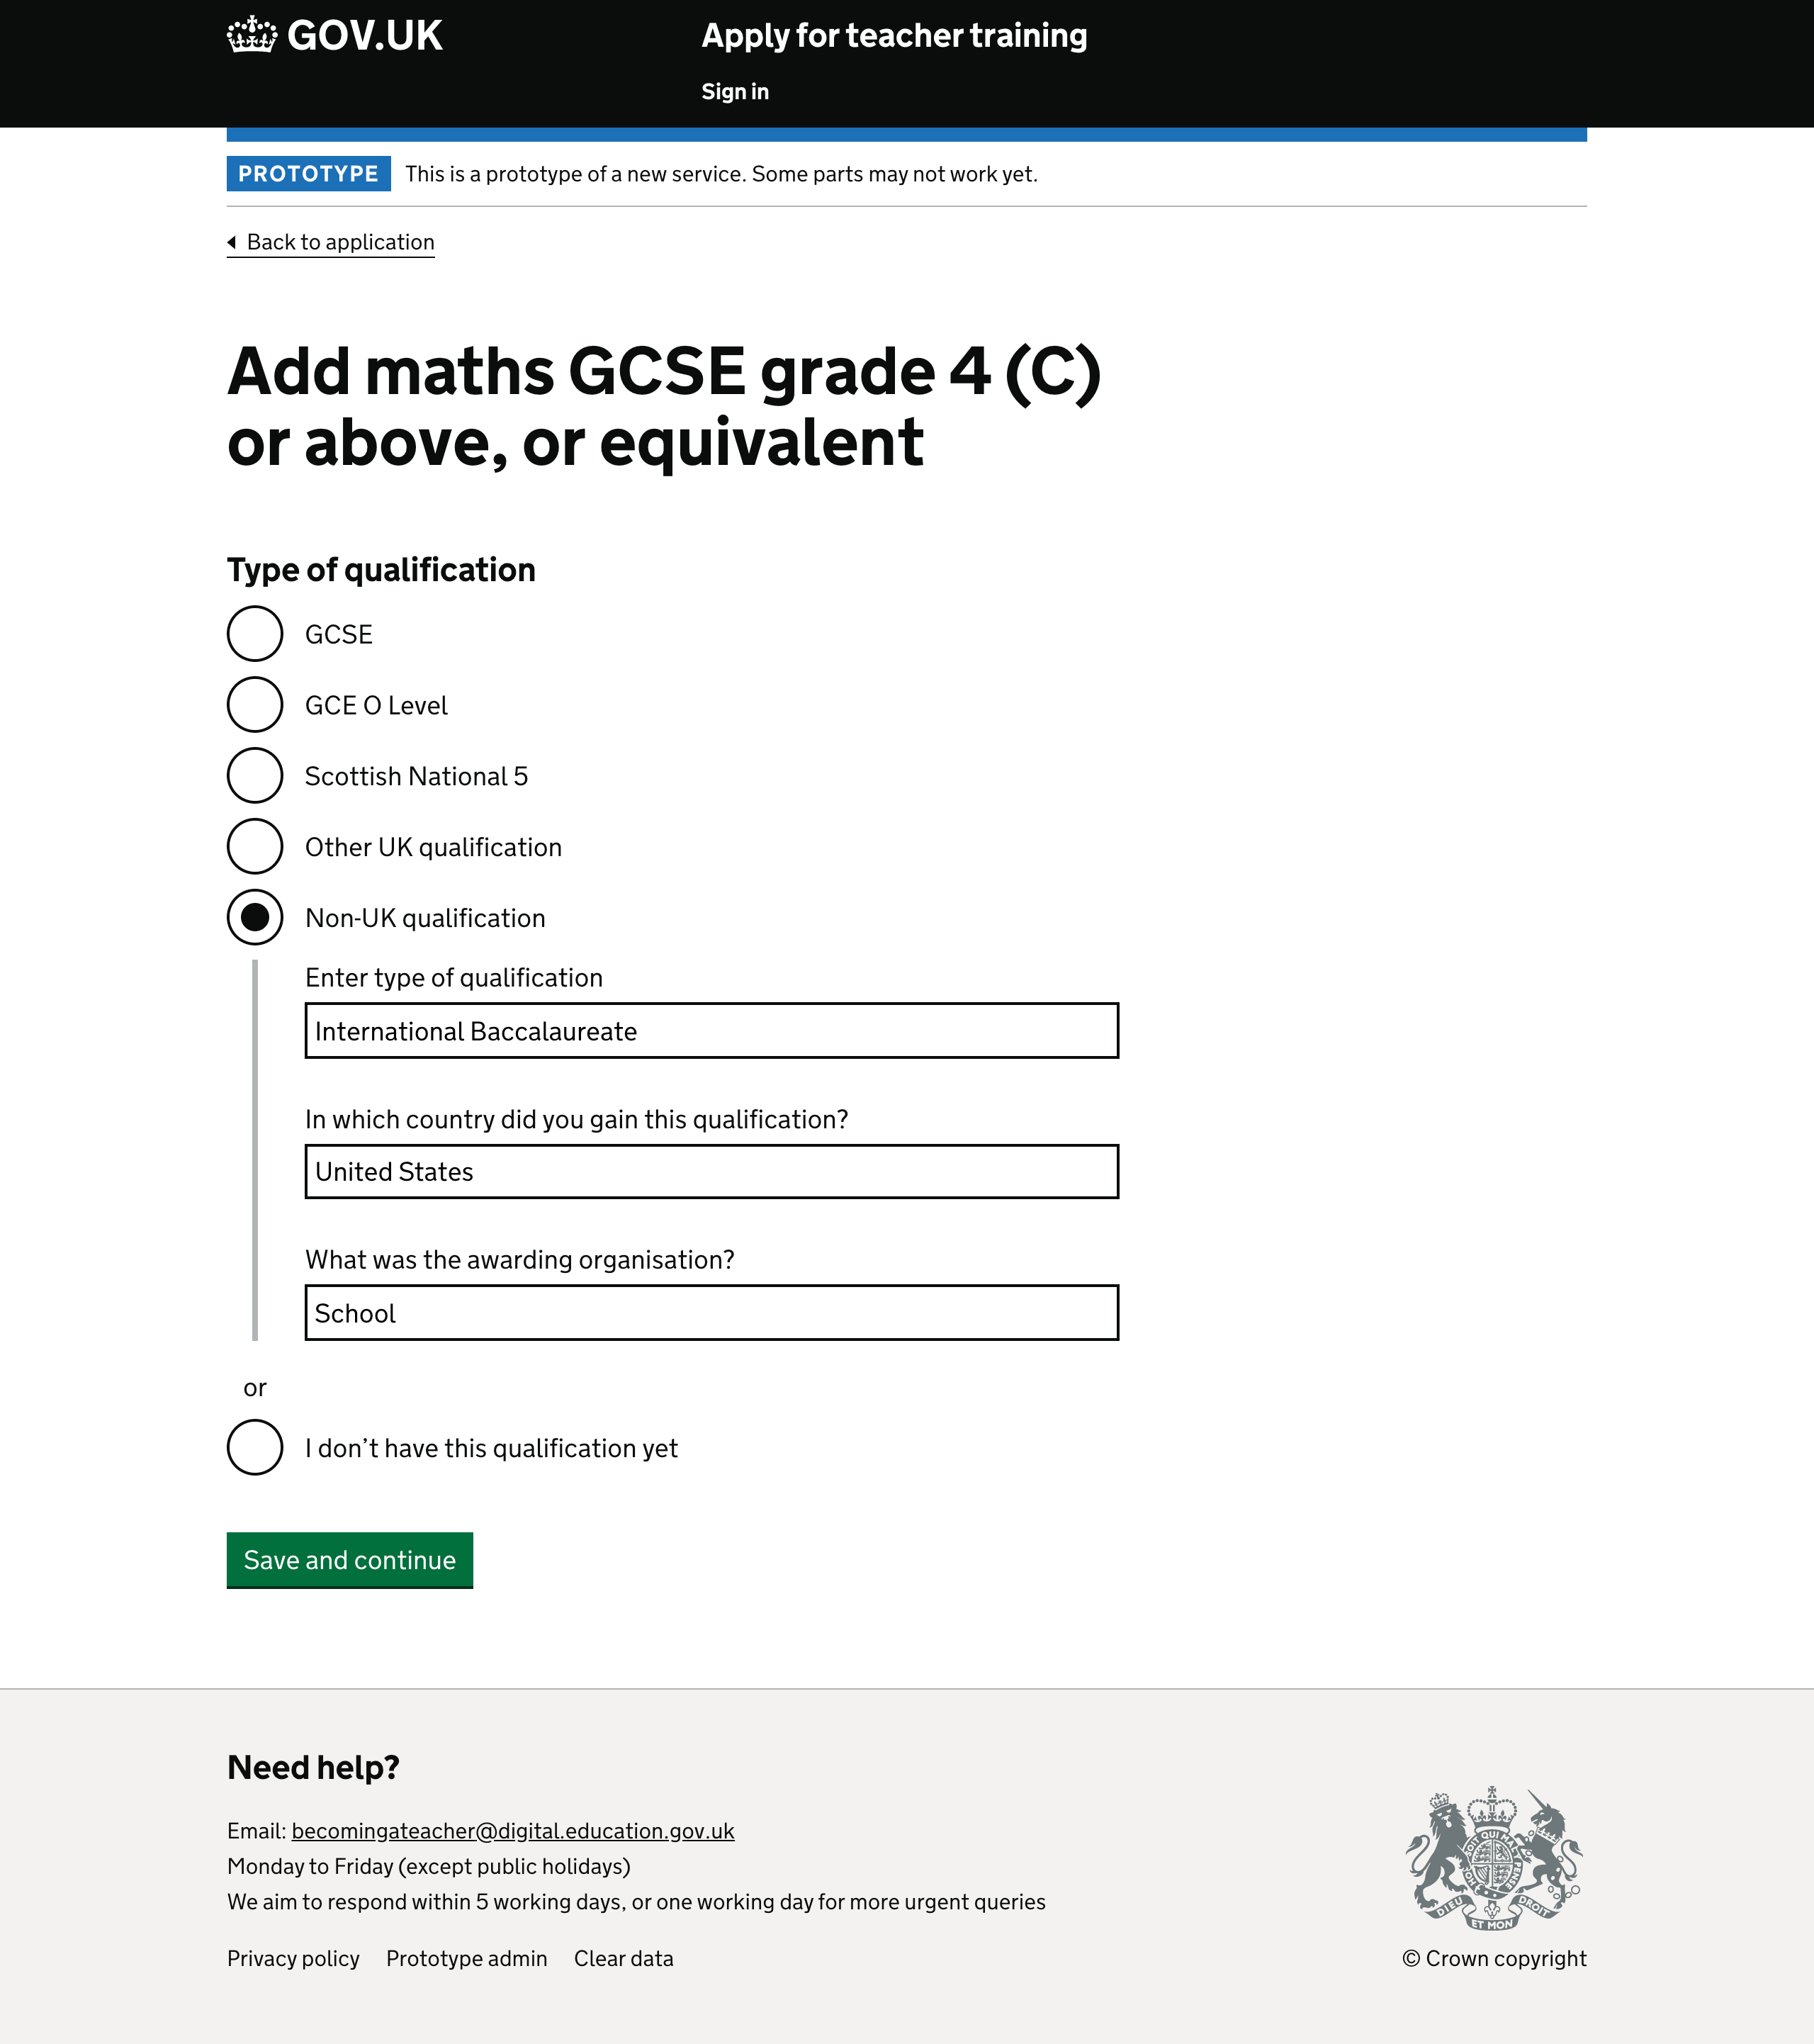 GOV.UK
Apply for teacher training
Sign in
PROTOTYPE This is a prototype of a new service. Some parts may not work yet.
Back to application
Add maths GCSE grade 4 (C)
or above, or equivalent
Type of qualification
GCSE
GCE O Level
Scottish National 5
Other UK qualification
Non-UK qualification
Enter type of qualification
International Baccalaureate
In which country did you gain this qualification?
United States
What was the awarding organisation?
School
or
I don’t have this qualification yet
Save and continue
Need help?
Email: becomingateacher@digital.education.gov.uk
Monday to Friday (except public holidays)
We aim to respond within 5 working days, or one working day for more urgent queries
DIEU ET MON DROIT
Privacy policy Prototype admin Clear data
© Crown copyright